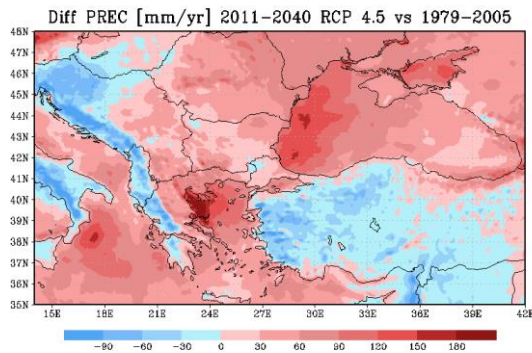 Diff PREC [mm/yr] 2011-2040 RCP 4.5 vs 1979-2005
48N
47N
46N
45N
44N
43N
42N
41N
40N
39N
38N
37N
36N
35N
15E 18E 21E 24E 27E 30E 33E 36E 39E 42E
-90 -60 -30 0 30 60 90 120 150 180